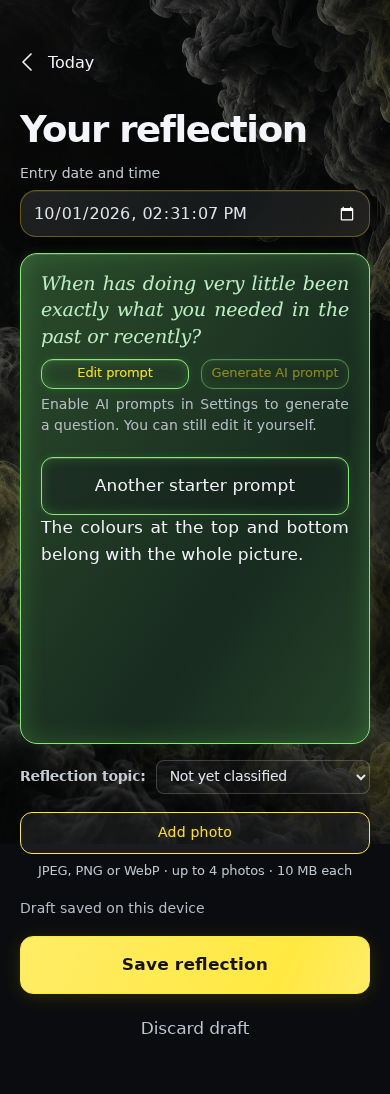 Today
Your reflection
Entry date and time
10/01/2026, 02:31:07 PM
When has doing very little been
exactly what you needed in the
past or recently?
Edit prompt
Generate AI prompt
Enable AI prompts in Settings to generate
a question. You can still edit it yourself.
Another starter prompt
The colours at the top and bottom
belong with the whole picture.
Reflection topic:
Not yet classified
Add photo
JPEG, PNG or WebP · up to 4 photos · 10 MB each
Draft saved on this device
Save reflection
Discard draft